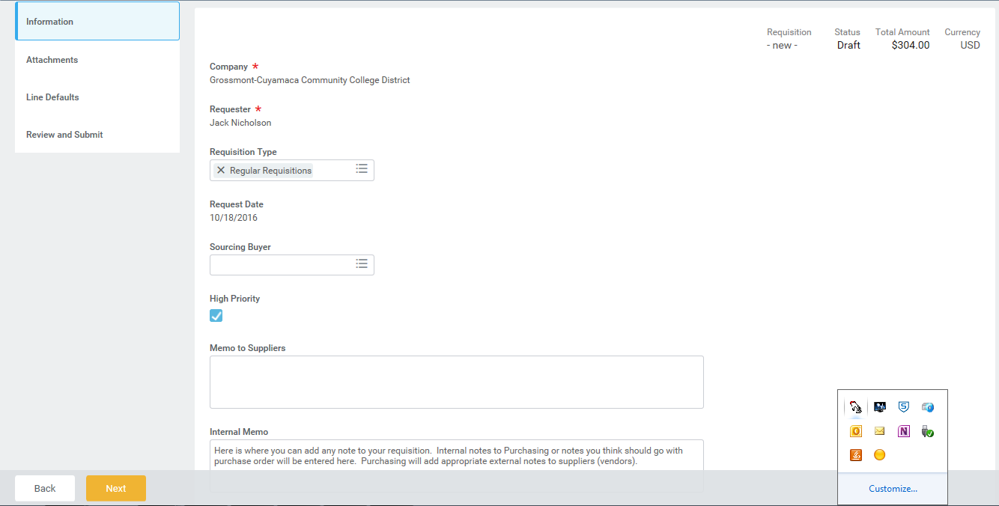 Information
Attachments
Line Defaults
Review and Submit
Requisition Status Total Amount Currency
- new - Draft $304.00 USD
Company *
Grossmont-Cuyamaca Community College District
Requester *
Jack Nicholson
Requisition Type
Regular Requisitions
Request Date
10/18/2016
Sourcing Buyer
High Priority
Memo to Suppliers
Internal Memo
Here is where you can add any note to your requisition.  Internal notes to Purchasing or notes you think should go with
purchase order will be entered here.  Purchasing will add appropriate external notes to suppliers (vendors).
Back Next
Customize...